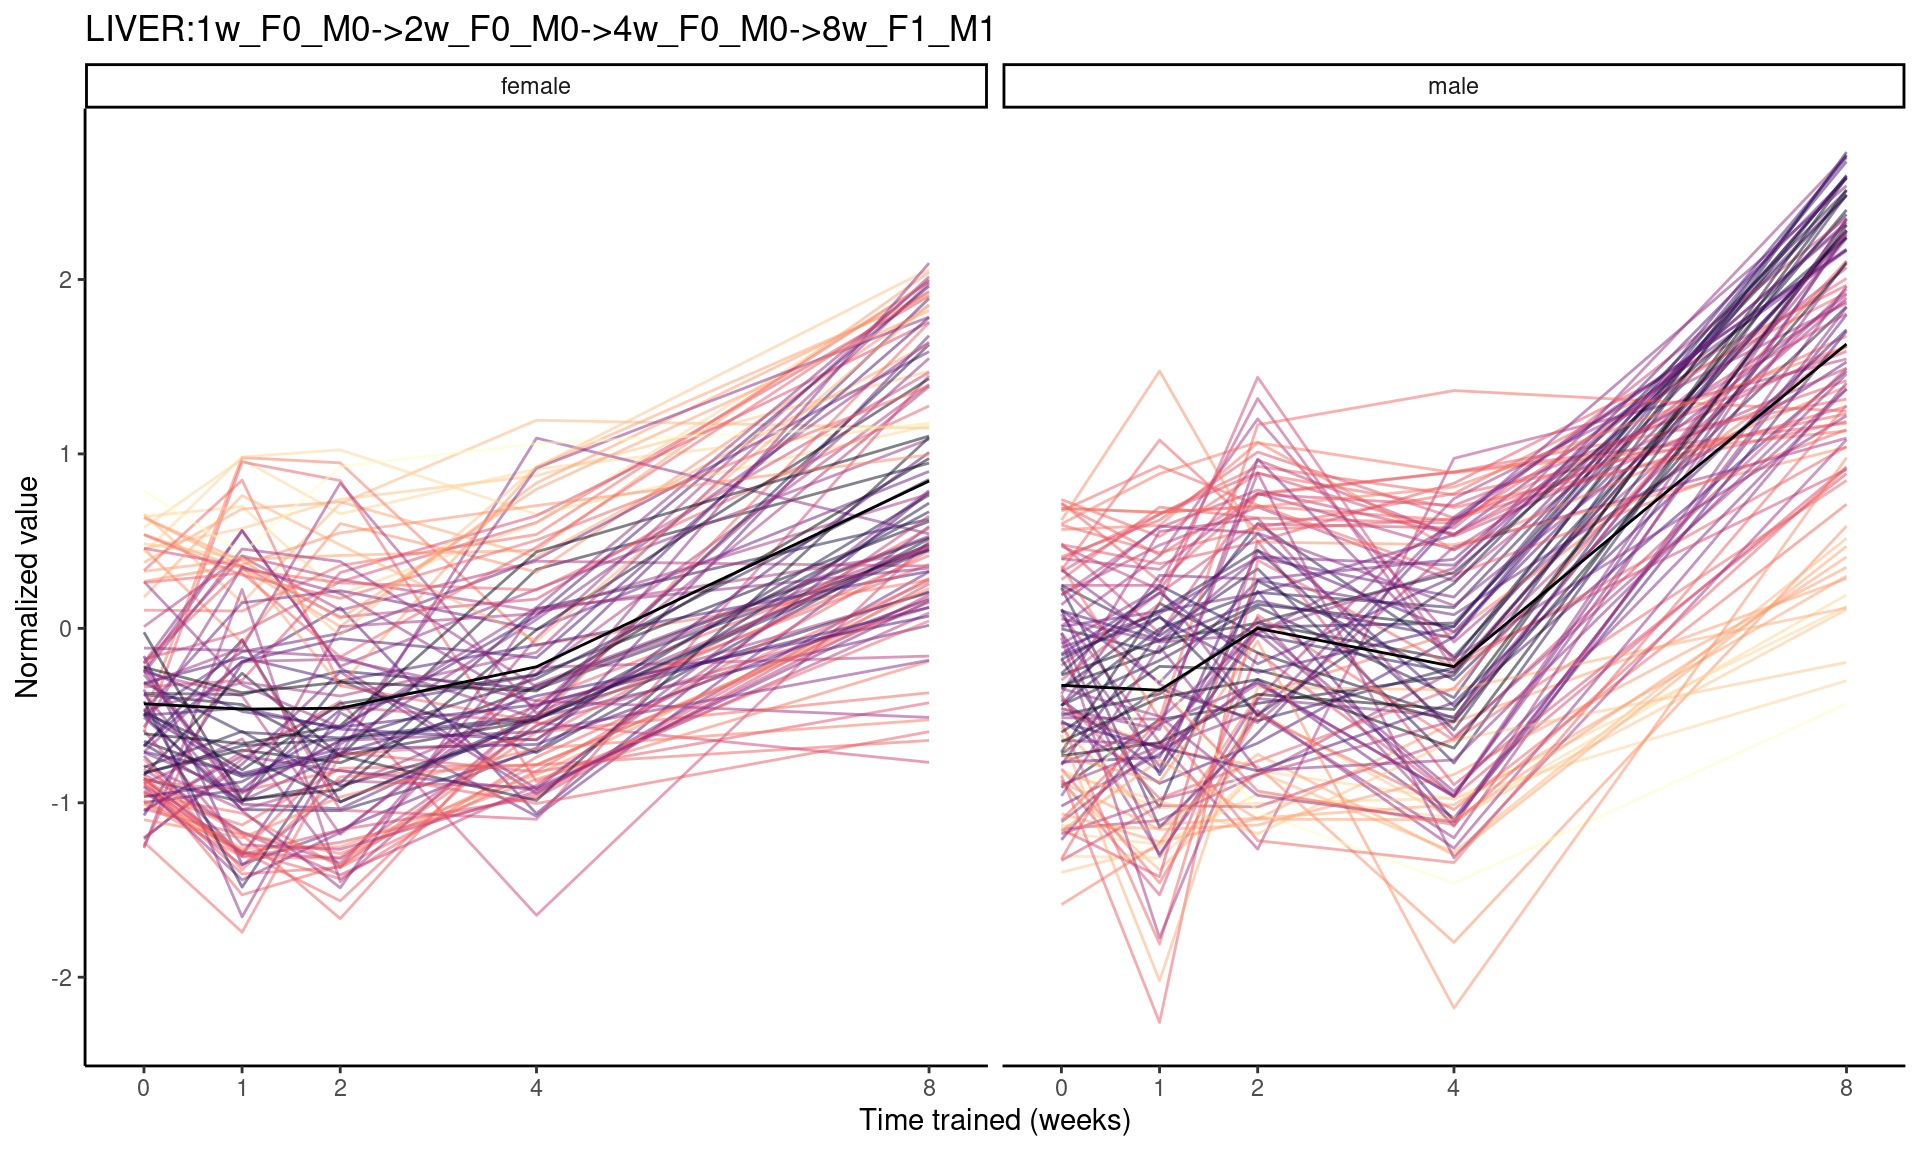 LIVER:1w_F0_M0->2w_F0_M0->4w_F0_M0->8w_F1_M1
female
male
Normalized value
2
1
0
-1
-2
0 1 2 4 8
0 1 2 4 8
Time trained (weeks)